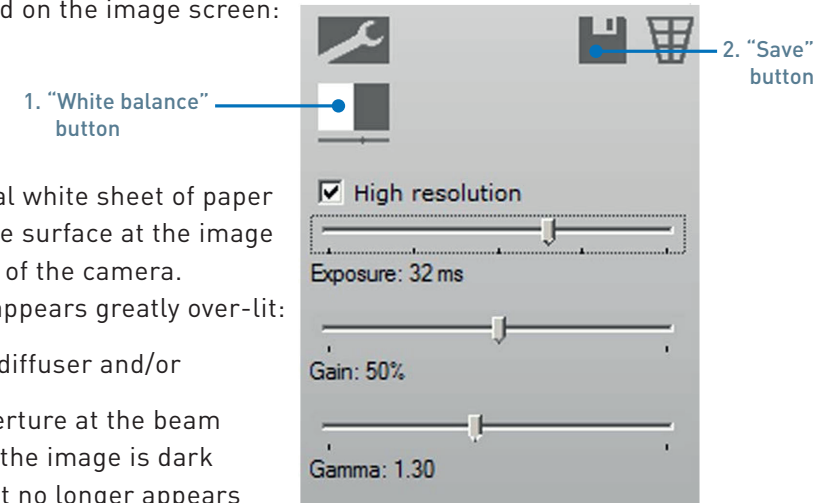 d on the image screen:
1. “White balance”
button
2. “Save”
button
al white sheet of paper
e surface at the image
of the camera.
appears greatly over-lit:
diffuser and/or
erture at the beam
the image is dark
t no longer appears
High resolution
Exposure: 32 ms
Gain: 50%
Gamma: 1.30